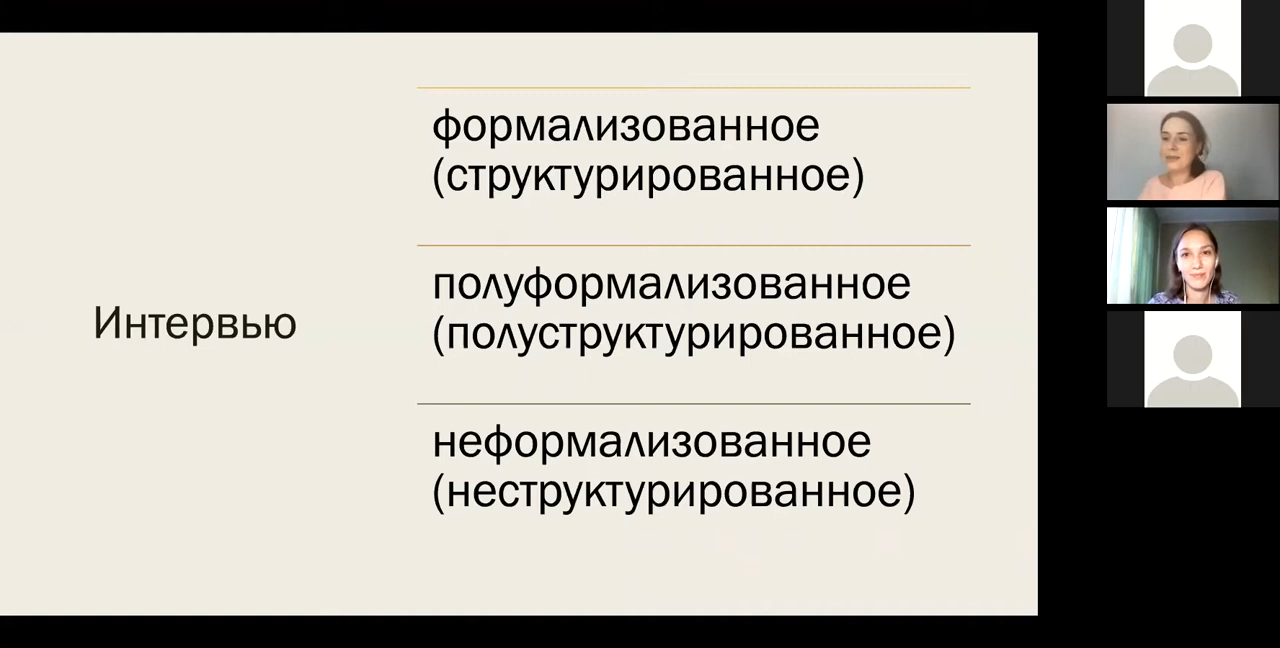 Интервью
формализованное
(структурированное)
полуформализованное
(полуструктурированное)
неформализованное
(неструктурированное)